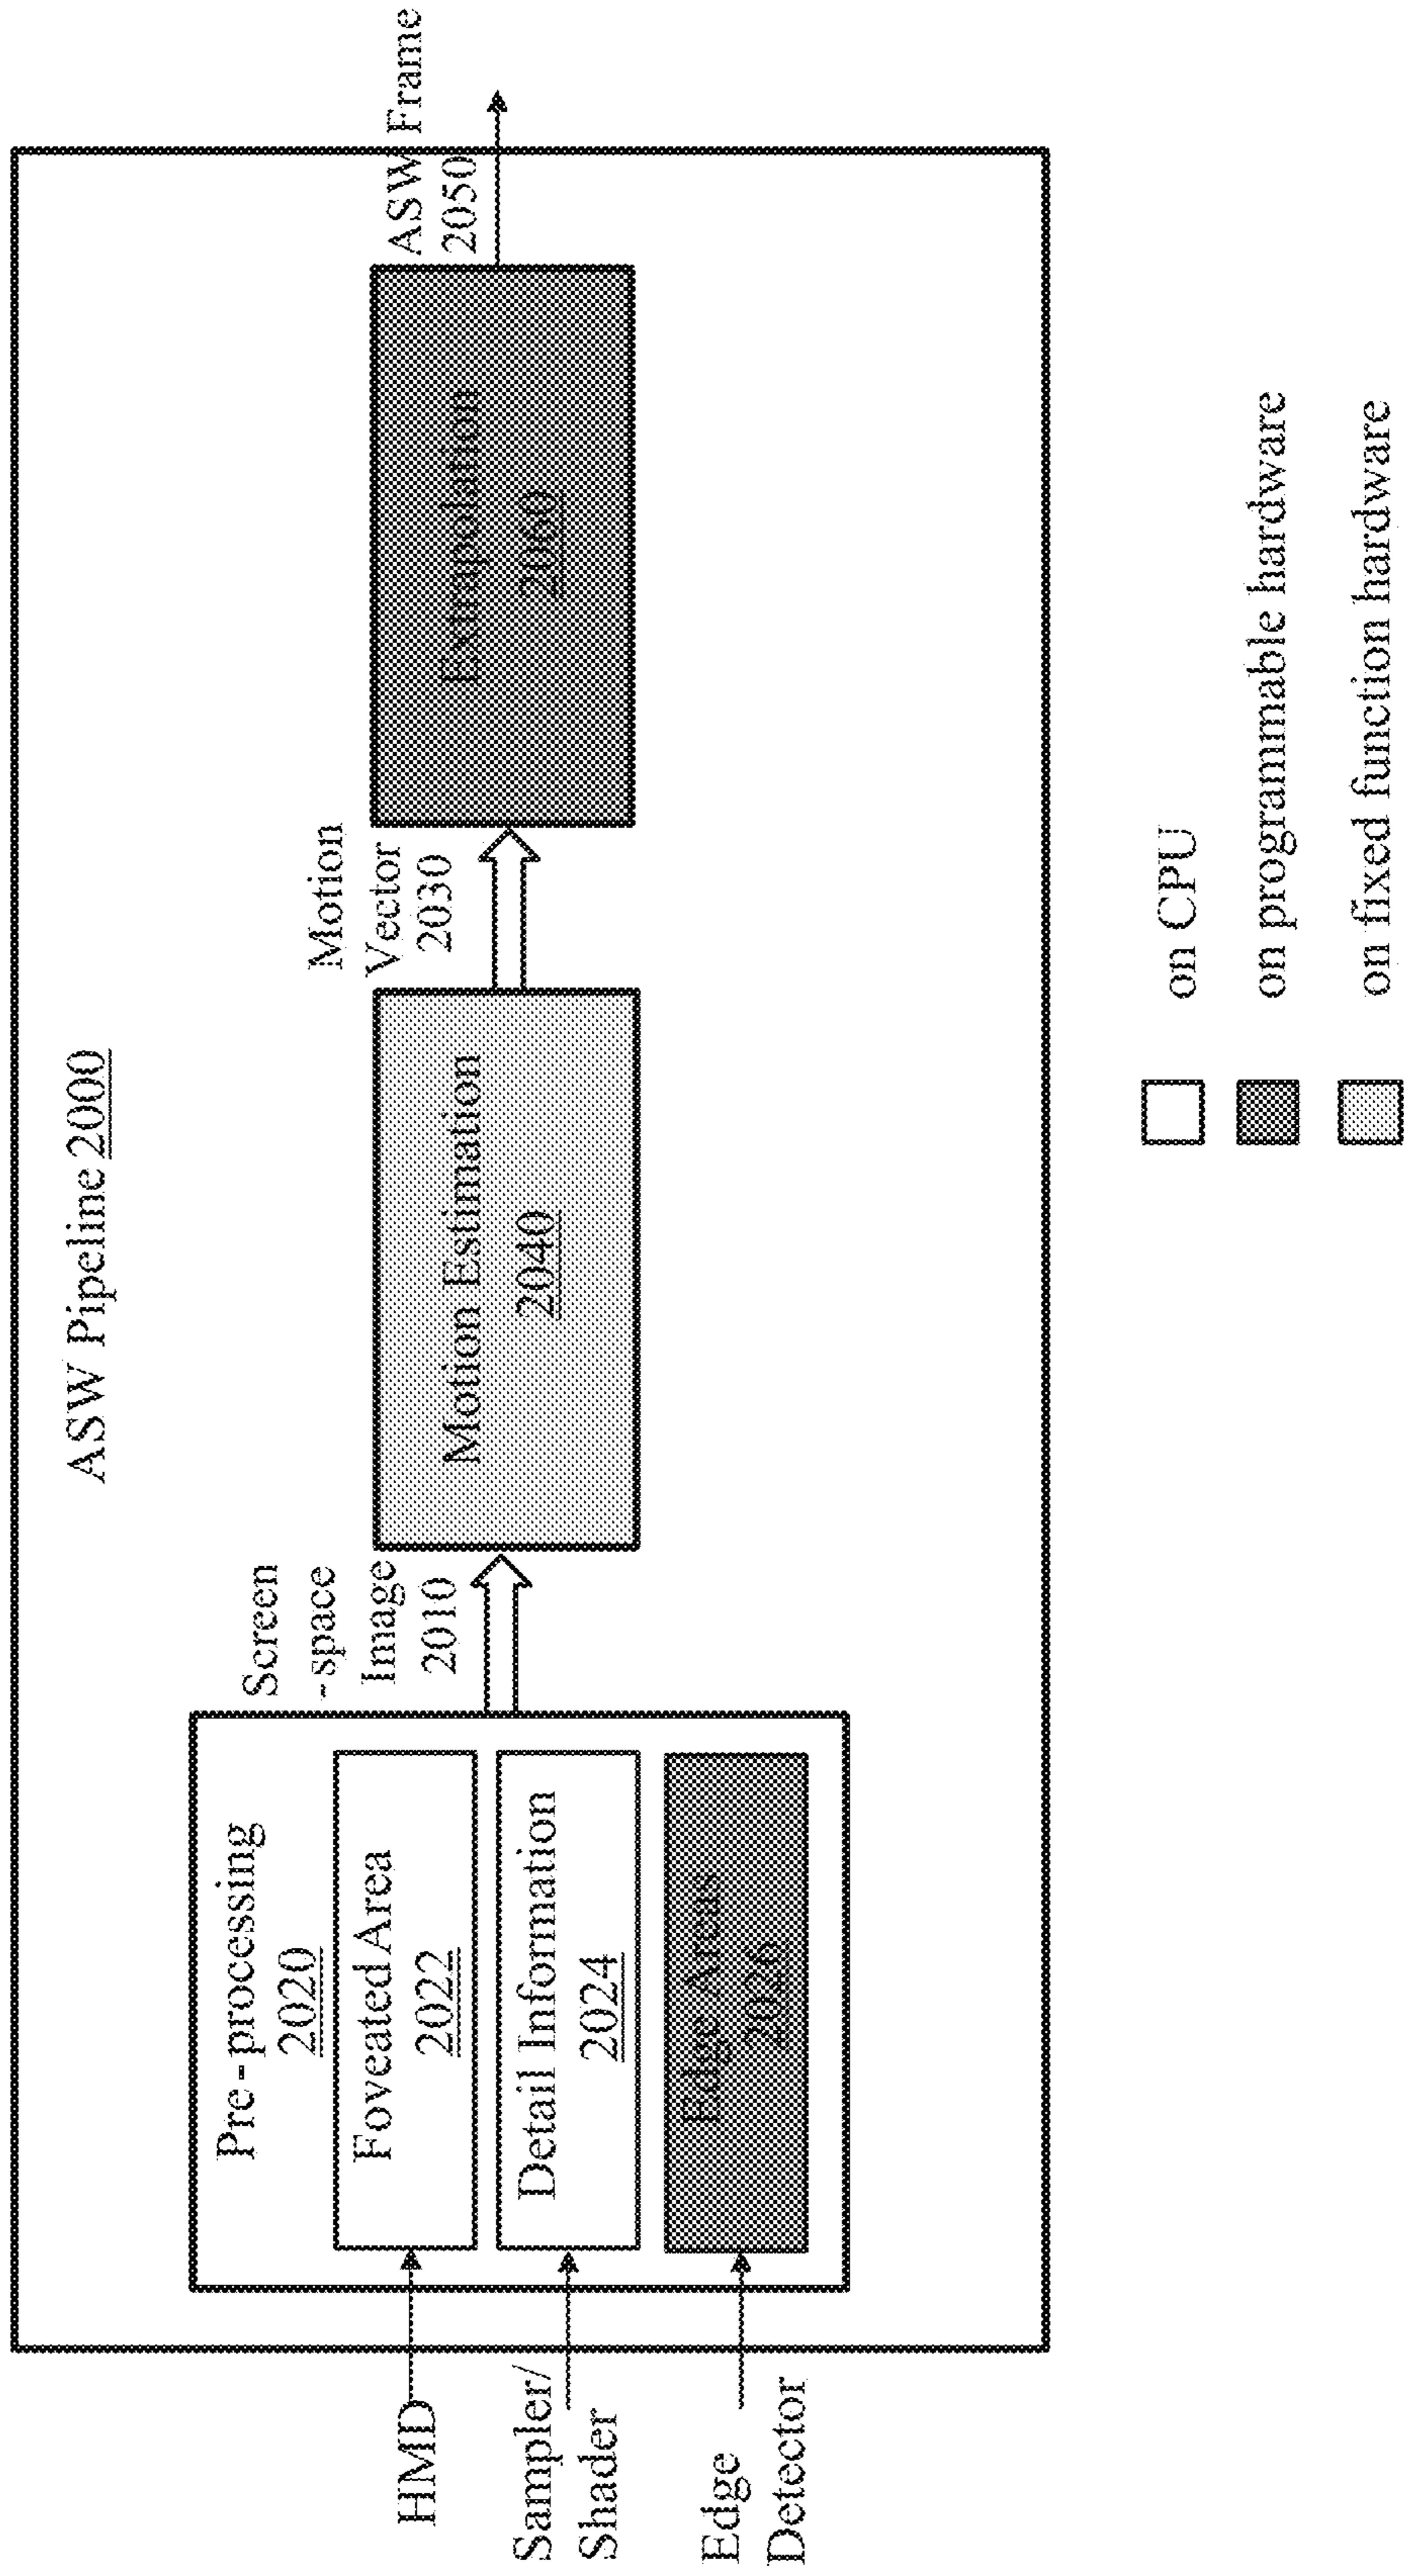 ASW Pipeline 2000
HMD
Sampler/
Shader
Edge
Detector
Pre-processing
2020
Foveated Area
2022
Detail Information
2024
Edge Areas
2026
Screen
-space
Image
2010
Motion Estimation
2040
Motion
Vector
2030
Extrapolation
2060
ASW Frame
2050
on CPU
on programmable hardware
on fixed function hardware